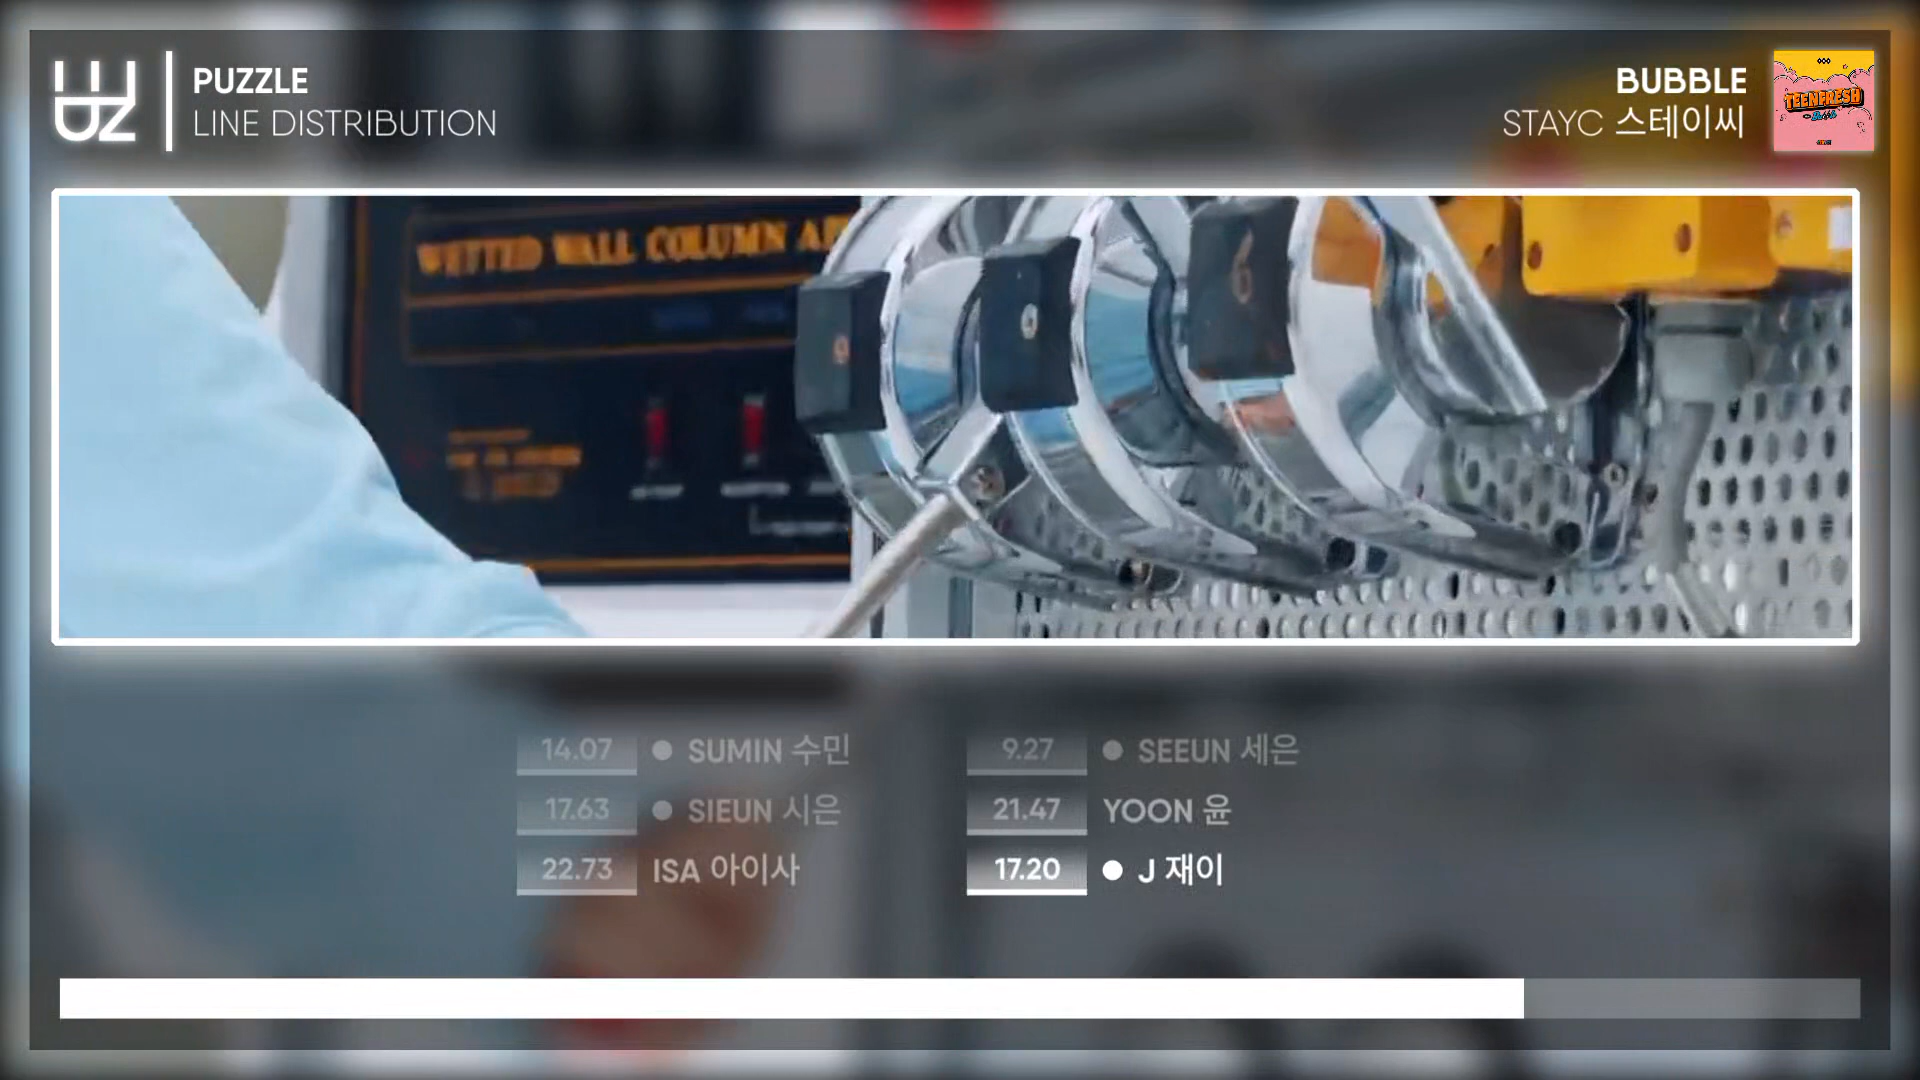 PUZZLE
LINE DISTRIBUTION
BUBBLE
STAYC 스테이씨
TEENFRESH
WETTED WALL COLUMN
14.07 SUMIN 수민
9.27 SEEUN 세은
17.63 SIEUN 시은
21.47 YOON 윤
22.73 ISA 아이사
17.20 J 재이